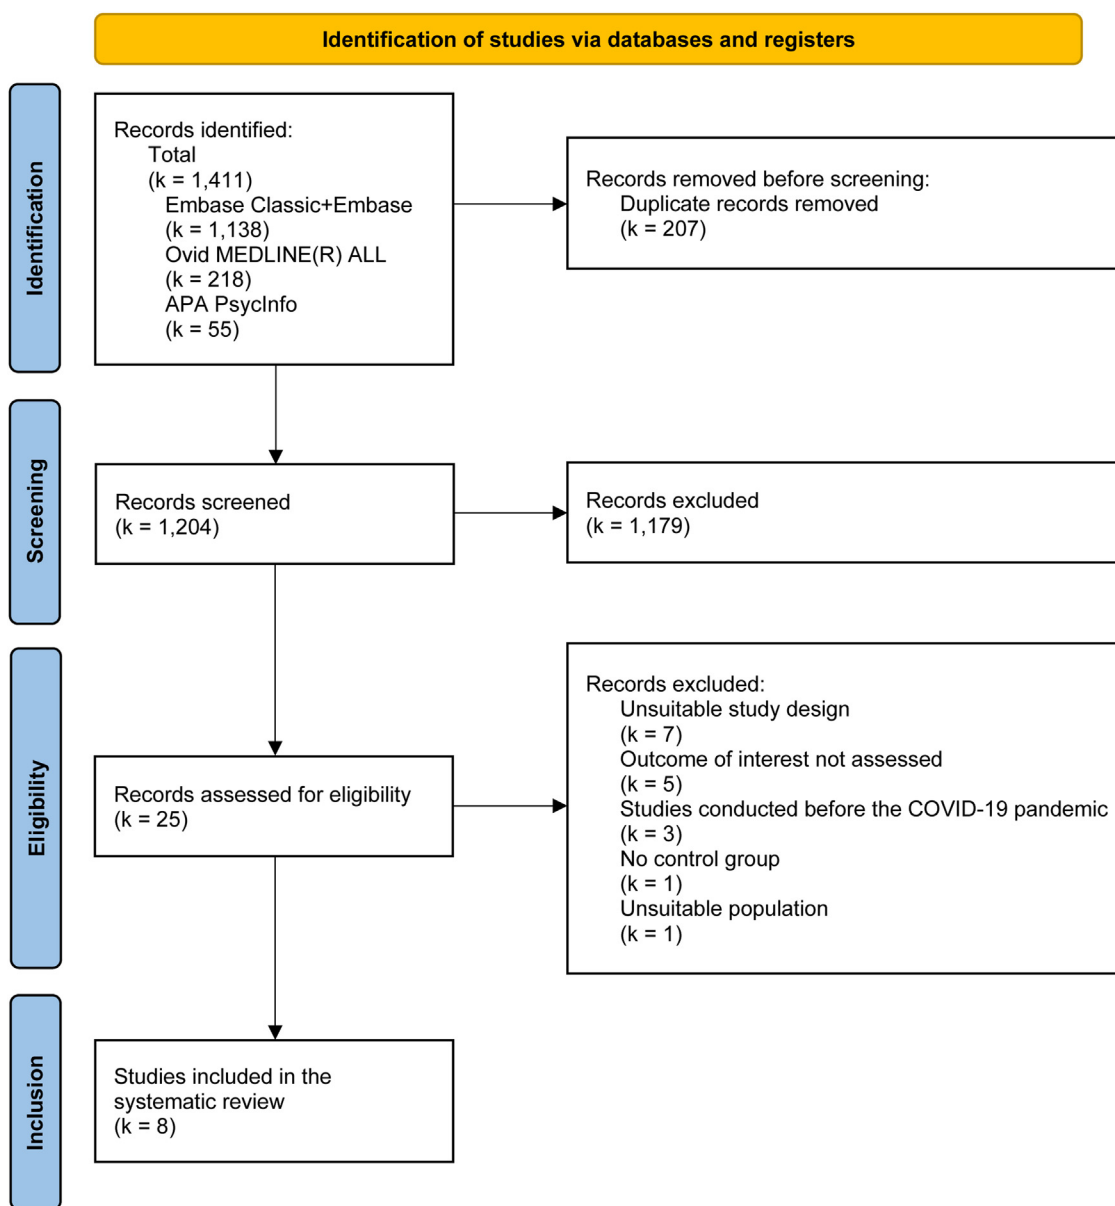 Identification of studies via databases and registers
Identification
Records identified:
Total
(k = 1,411)
Embase Classic+Embase
(k = 1,138)
Ovid MEDLINE(R) ALL
(k = 218)
APA PsycInfo
(k = 55)
Records removed before screening:
Duplicate records removed
(k = 207)
Screening
Records screened
(k = 1,204)
Records excluded
(k = 1,179)
Eligibility
Records assessed for eligibility
(k = 25)
Records excluded:
Unsuitable study design
(k = 7)
Outcome of interest not assessed
(k = 5)
Studies conducted before the COVID-19 pandemic
(k = 3)
No control group
(k = 1)
Unsuitable population
(k = 1)
Inclusion
Studies included in the
systematic review
(k = 8)